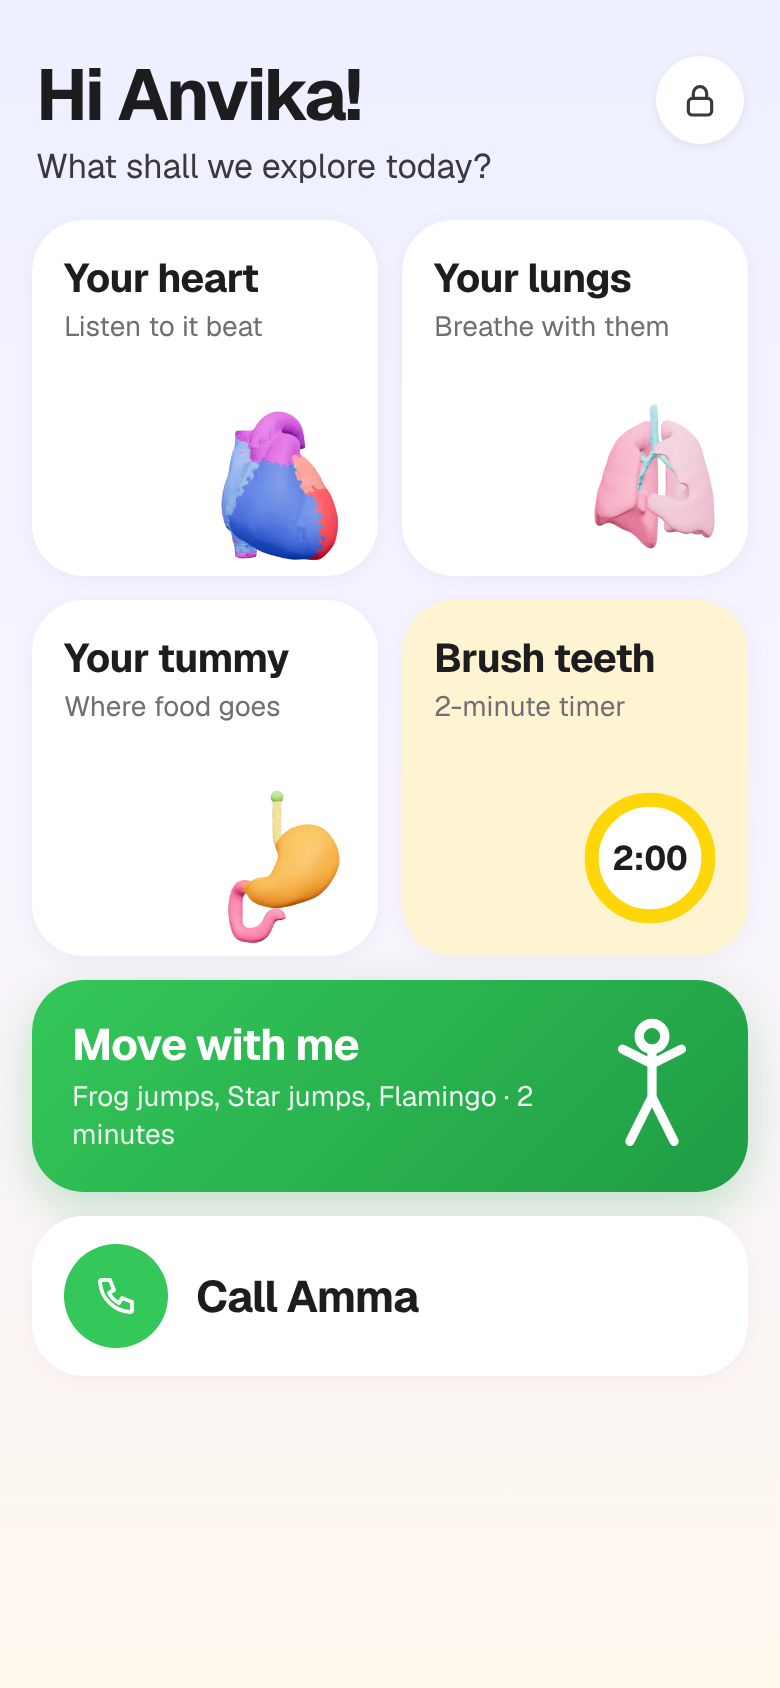 Hi Anvika!
What shall we explore today?
Your heart
Listen to it beat
Your lungs
Breathe with them
Your tummy
Where food goes
Brush teeth
2-minute timer
2:00
Move with me
Frog jumps, Star jumps, Flamingo · 2
minutes
Call Amma